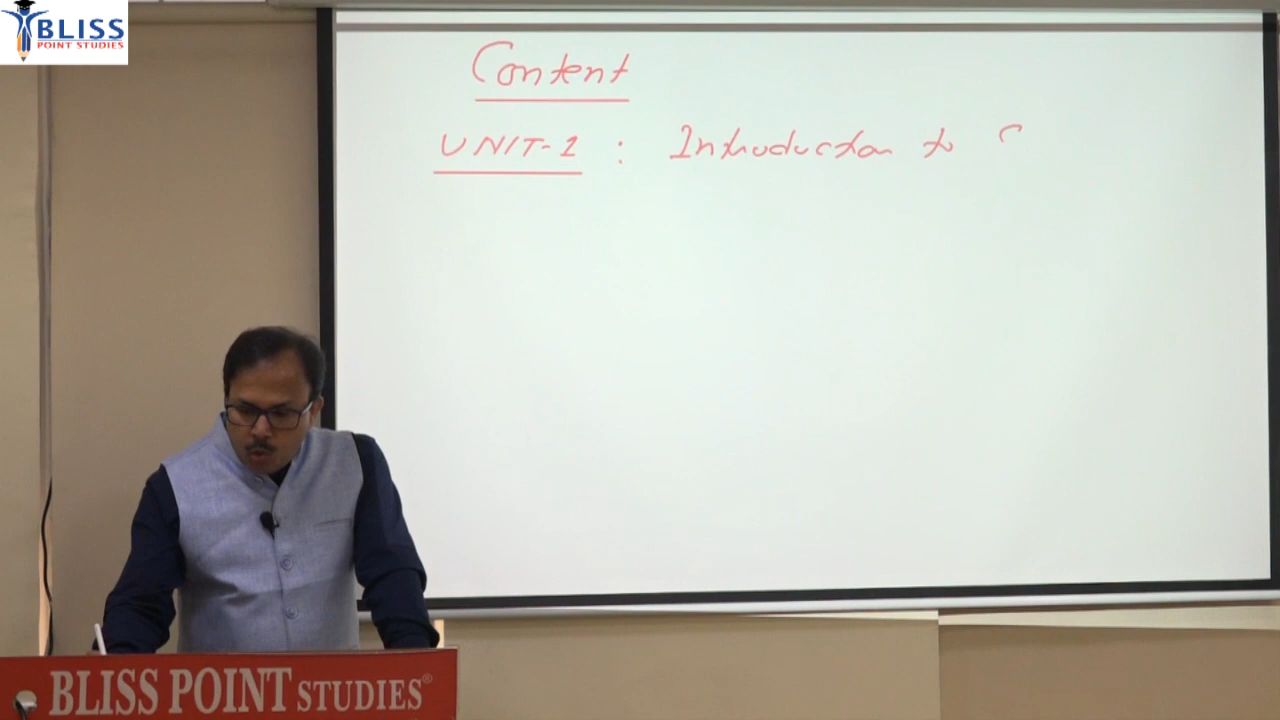 BLISS
POINT STUDIES
Content
UNIT-1 : Introduction to C
BLISS POINT STUDIES®